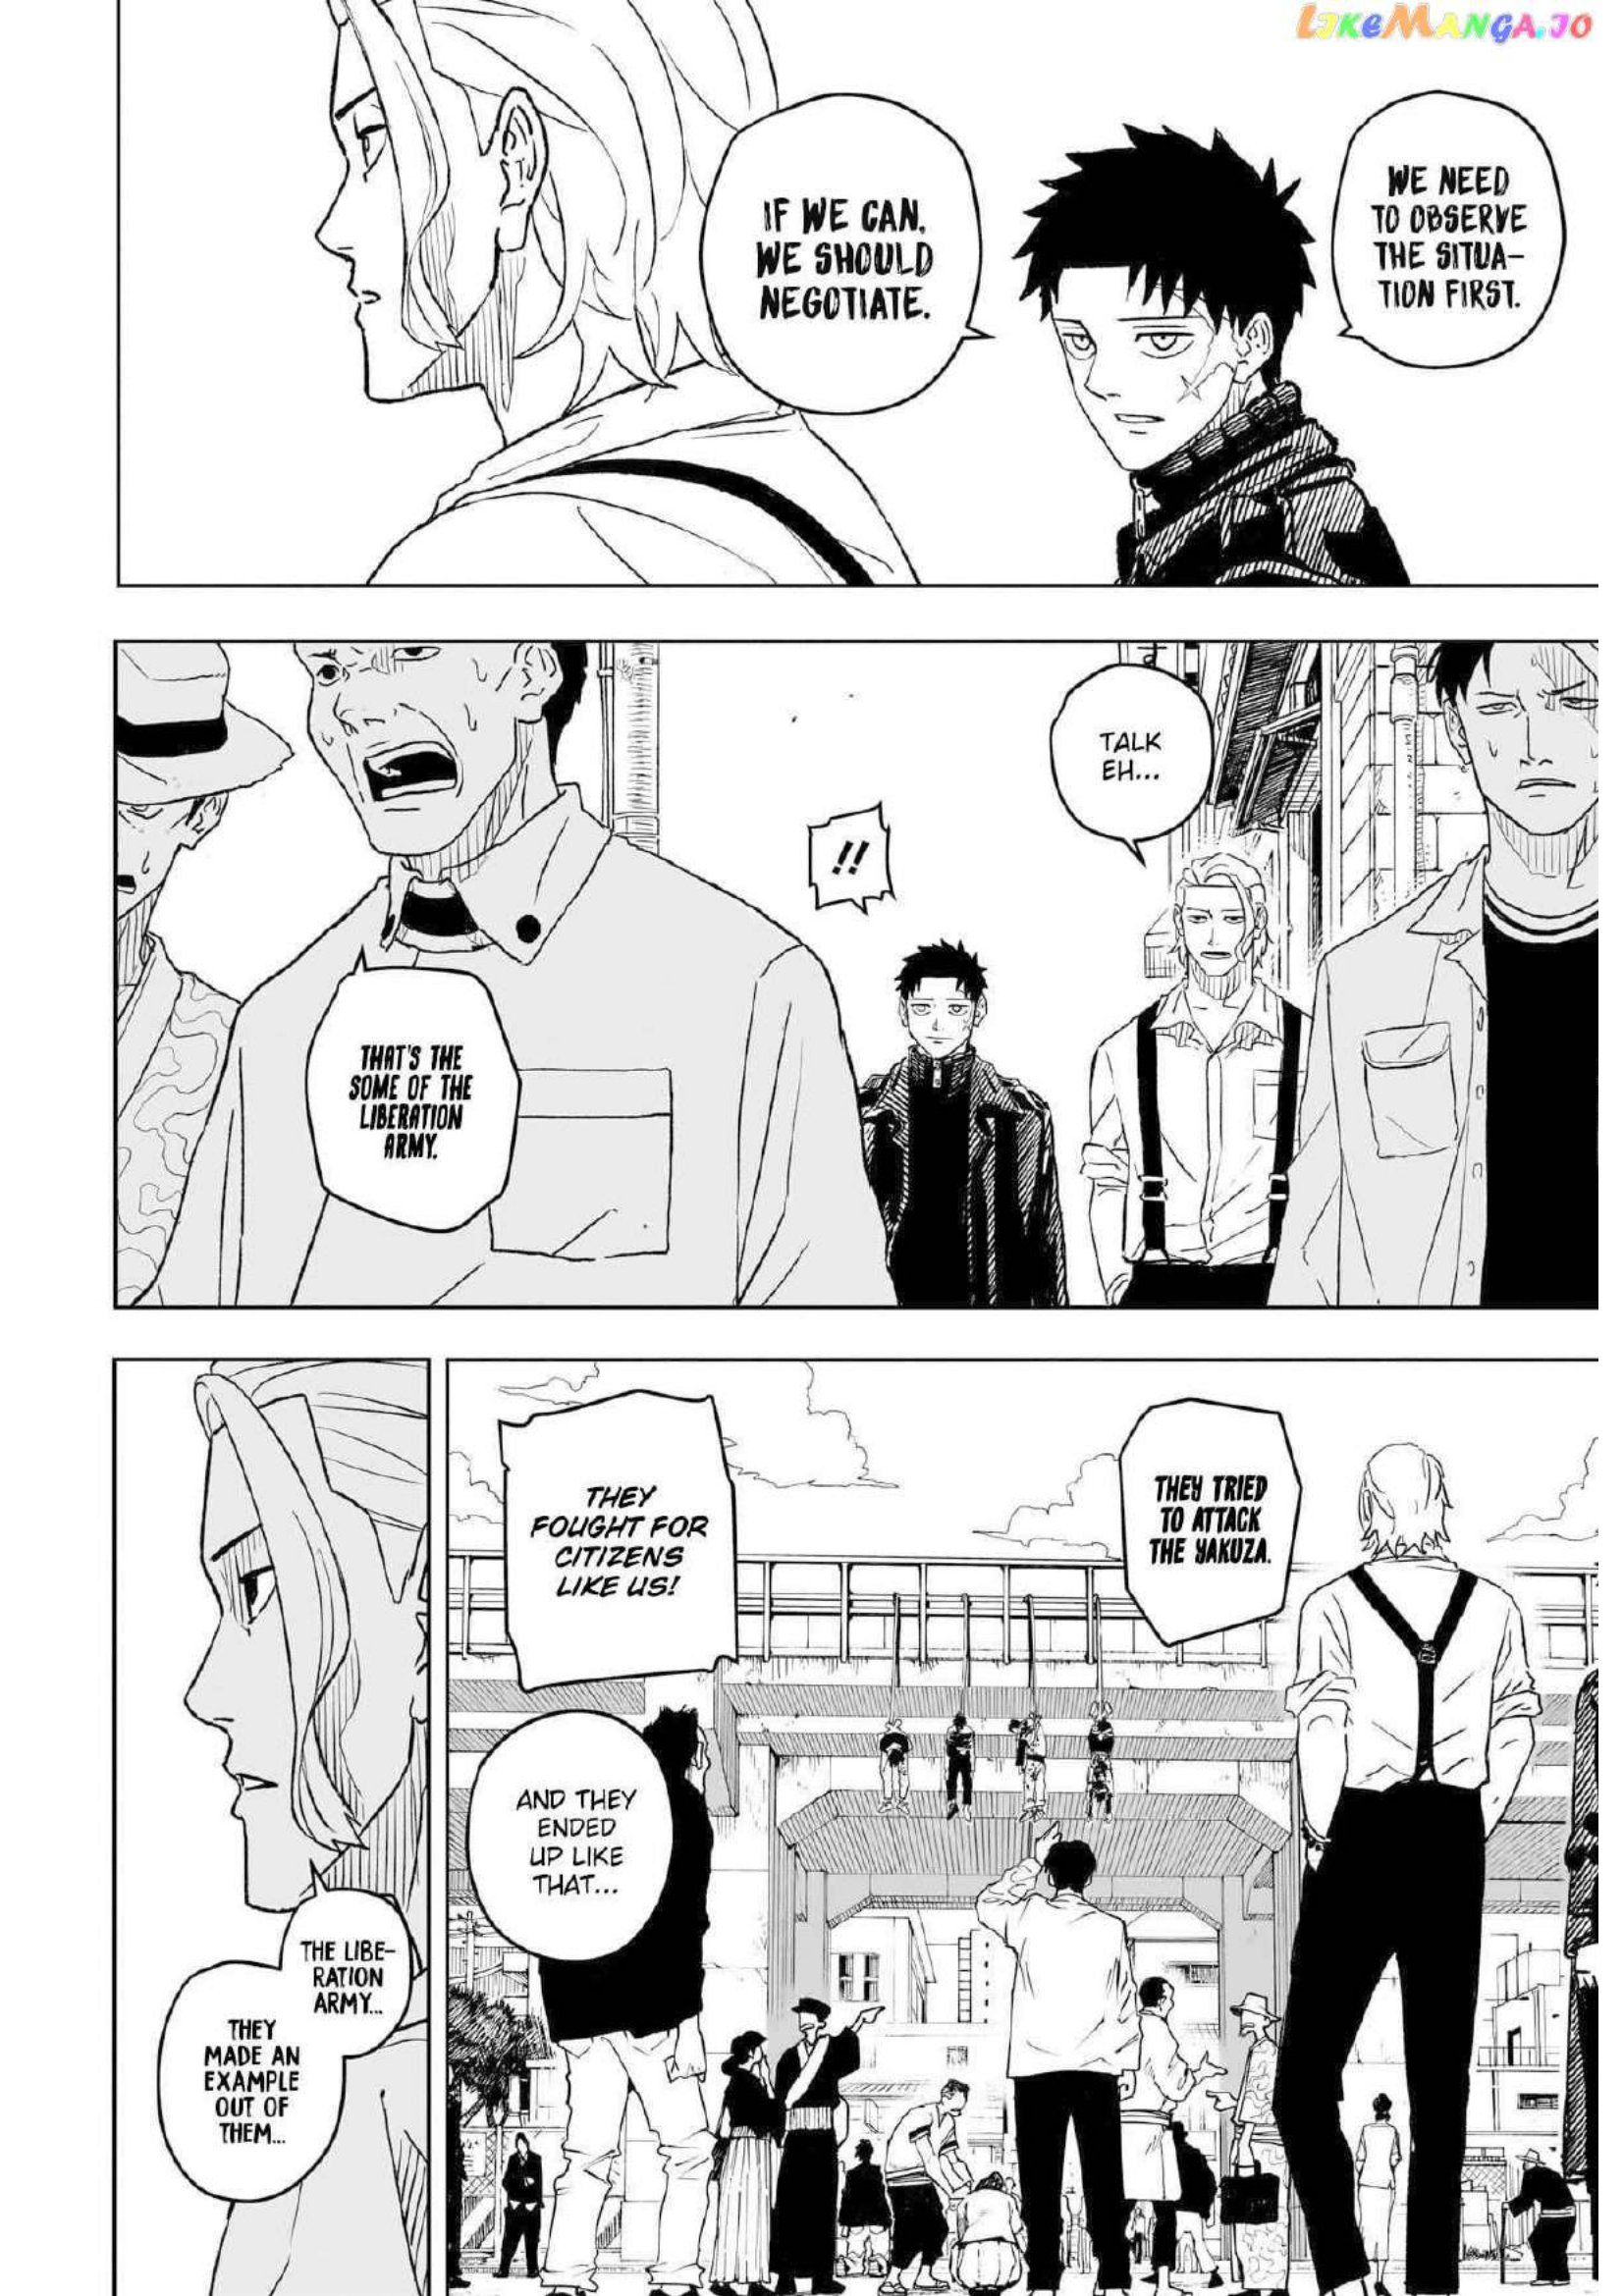 LIKEMANGA.IO
WE NEED
TO OBSERVE
THE SITUA-
TION FIRST.
IF WE CAN,
WE SHOULD
NEGOTIATE.
TALK
EH...
!!
THAT'S THE
SOME OF THE
LIBERATION
ARMY.
THEY TRIED
TO ATTACK
THE YAKUZA.
THEY
FOUGHT FOR
CITIZENS
LIKE US!
AND THEY
ENDED
UP LIKE
THAT...
THE LIBE-
RATION
ARMY...
THEY
MADE AN
EXAMPLE
OUT OF
THEM...